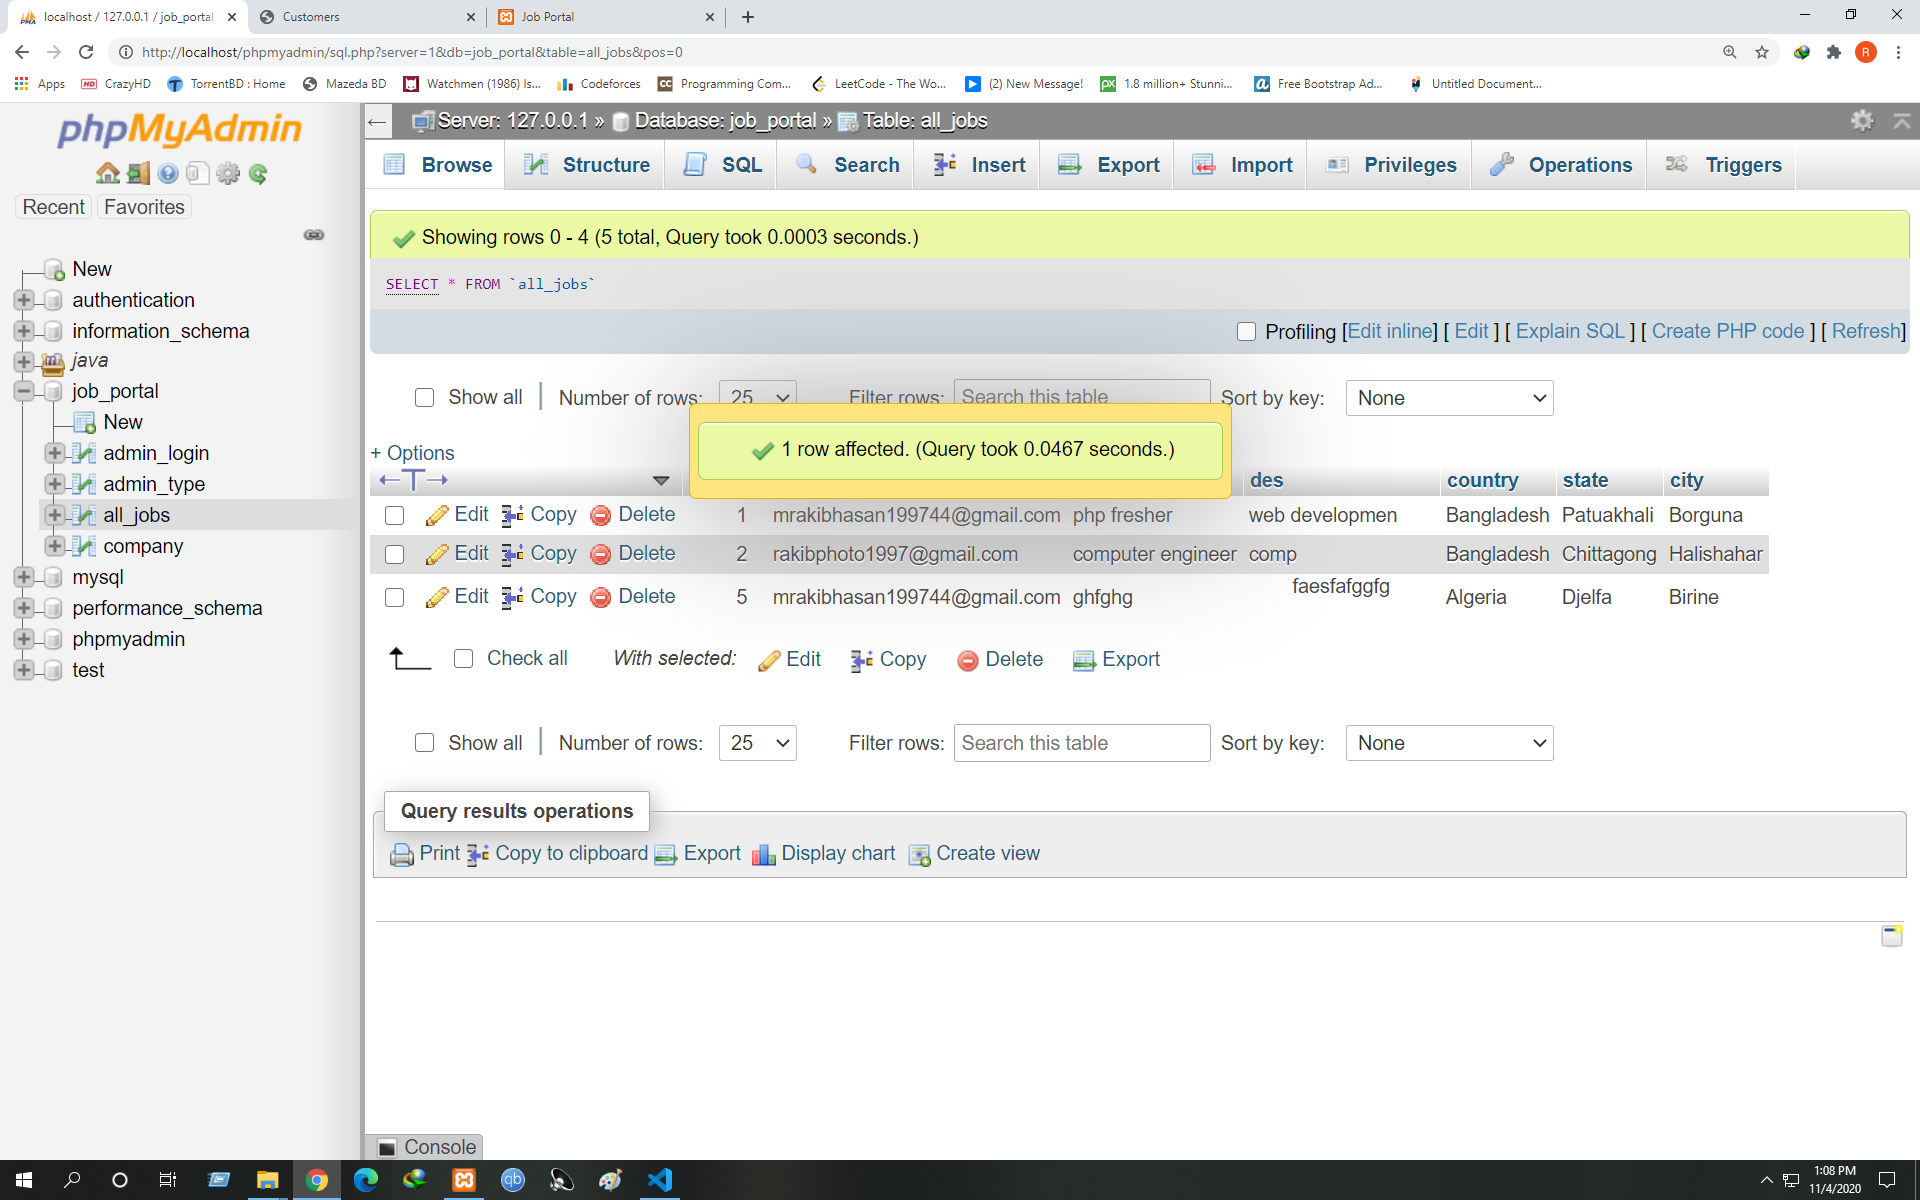 localhost / 127.0.0.1 / job_portal
Customers
Job Portal
http://localhost/phpmyadmin/sql.php?server=1&db=job_portal&table=all_jobs&pos=0
R
Apps
CrazyHD
TorrentBD : Home
Mazeda BD
Watchmen (1986) Is...
Codeforces
Programming Com...
LeetCode - The Wo...
(2) New Message!
1.8 million+ Stunni...
Free Bootstrap Ad...
Untitled Document...
phpMyAdmin
Recent
Favorites
New
authentication
information_schema
java
job_portal
New
admin_login
admin_type
all_jobs
company
mysql
performance_schema
phpmyadmin
test
Server: 127.0.0.1 » Database: job_portal » Table: all_jobs
Browse
Structure
SQL
Search
Insert
Export
Import
Privileges
Operations
Triggers
Showing rows 0 - 4 (5 total, Query took 0.0003 seconds.)
SELECT * FROM `all_jobs`
Profiling [Edit inline] [ Edit ] [ Explain SQL ] [ Create PHP code ] [ Refresh]
Show all
Number of rows: 25
Filter rows: Search this table
Sort by key: None
1 row affected. (Query took 0.0467 seconds.)
+ Options
des country state city
Edit Copy Delete 1 mrakibhasan199744@gmail.com php fresher web developmen Bangladesh Patuakhali Borguna
Edit Copy Delete 2 rakibphoto1997@gmail.com computer engineer comp Bangladesh Chittagong Halishahar
Edit Copy Delete 5 mrakibhasan199744@gmail.com ghfghg faesfafggfg Algeria Djelfa Birine
Check all With selected: Edit Copy Delete Export
Show all
Number of rows: 25
Filter rows: Search this table
Sort by key: None
Query results operations
Print Copy to clipboard Export Display chart Create view
Console
1:08 PM
11/4/2020